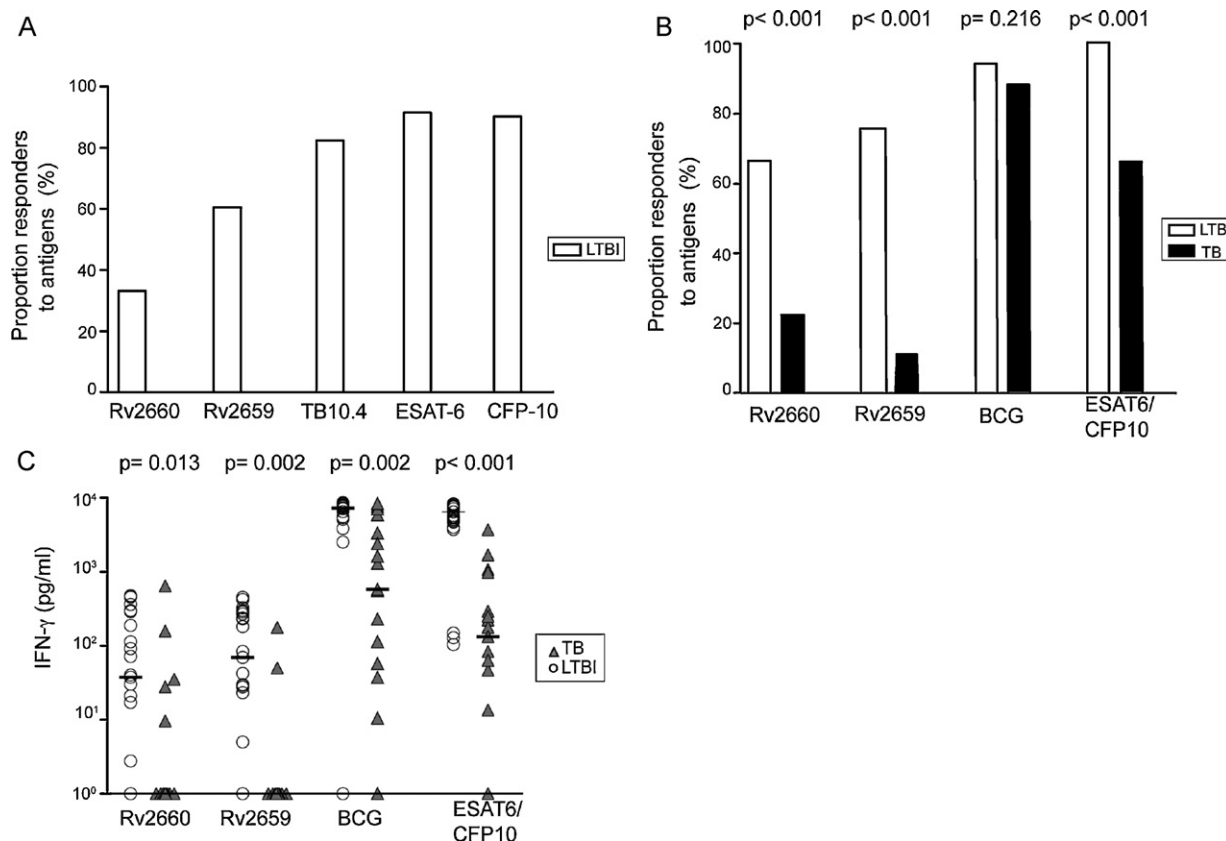 A
Proportion responders
to antigens (%)
100
80
60
40
20
0
Rv2660 Rv2659 TB10.4 ESAT-6 CFP-10
LTBI
B
p< 0.001 p< 0.001 p= 0.216 p< 0.001
Proportion responders
to antigens (%)
100
80
60
40
20
0
Rv2660 Rv2659 BCG ESAT6/
CFP10
LTBI
TB
C
p= 0.013 p= 0.002 p= 0.002 p< 0.001
IFN-γ (pg/ml)
10⁴
10³
10²
10¹
10⁰
Rv2660 Rv2659 BCG ESAT6/
CFP10
TB
LTBI